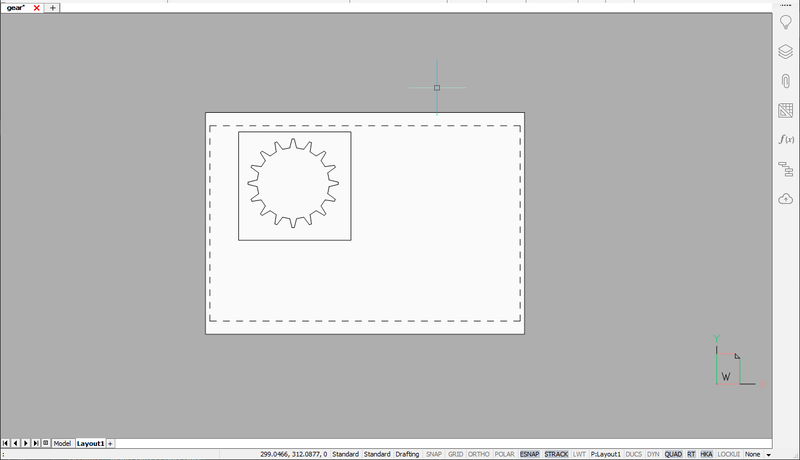 gear*
f(x)
Y
W
X
Model Layout1
: 299.0466, 312.0877, 0 Standard Standard Drafting SNAP GRID ORTHO POLAR ESNAP STRACK LWT P:Layout1 DUCS DYN QUAD RT HKA LOCKUI None